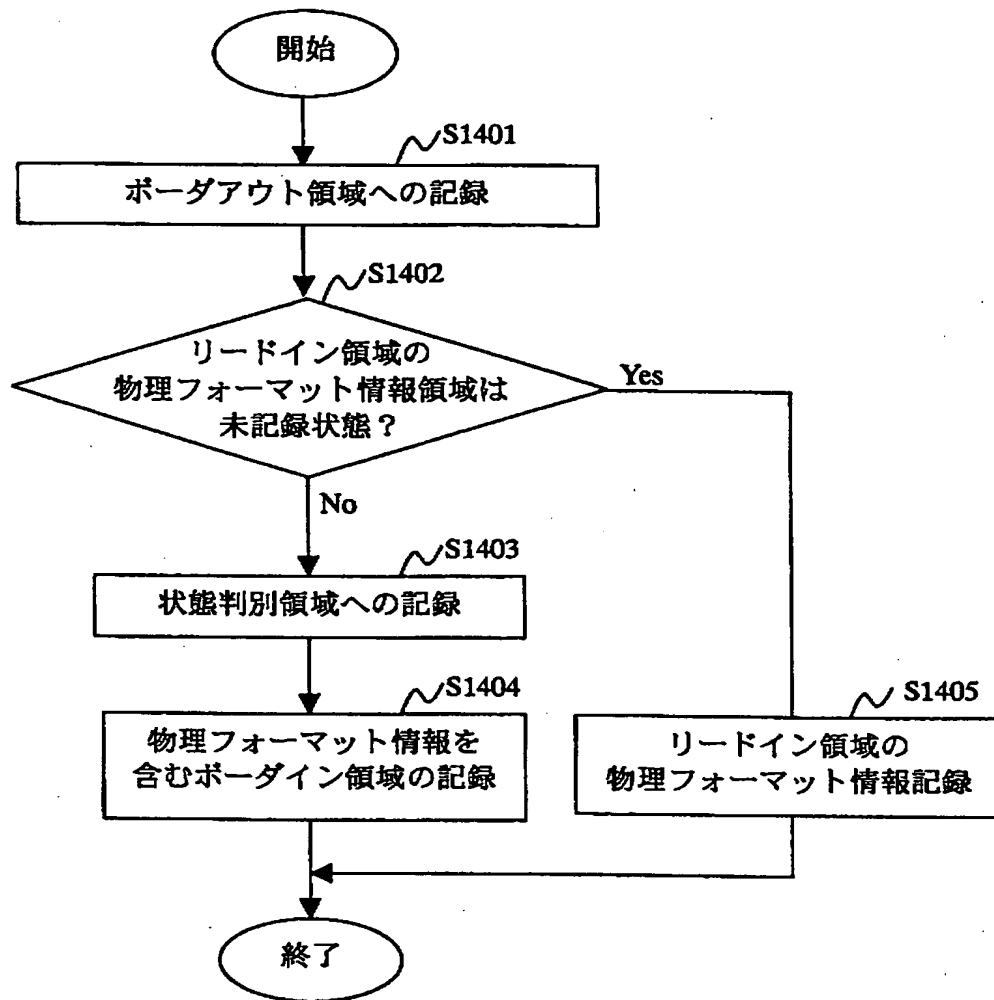 開始
S1401
ボーダアウト領域への記録
S1402
リードイン領域の
物理フォーマット情報領域は
未記録状態？
Yes
No
S1403
状態判別領域への記録
S1404
物理フォーマット情報を
含むボーダイン領域の記録
S1405
リードイン領域の
物理フォーマット情報記録
終了